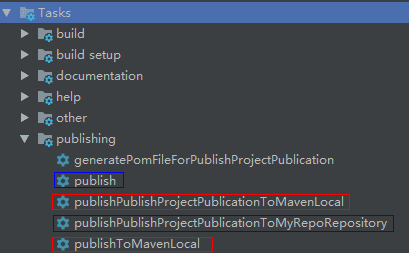 Tasks
build
build setup
documentation
help
other
publishing
generatePomFileForPublishProjectPublication
publish
publishPublishProjectPublicationToMavenLocal
publishPublishProjectPublicationToMyRepoRepository
publishToMavenLocal